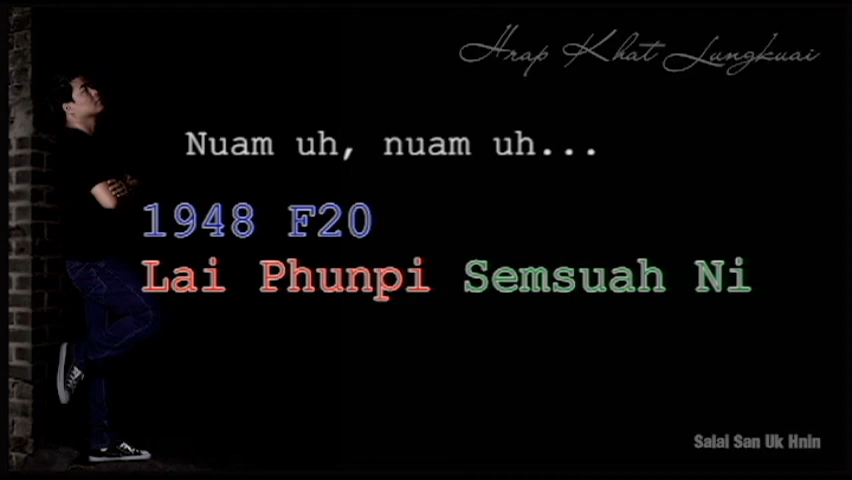 Hrap Khat Lungkuai
Nuam uh, nuam uh...
1948 F20
Lai Phunpi Semsuah Ni
Salai San Uk Hnin